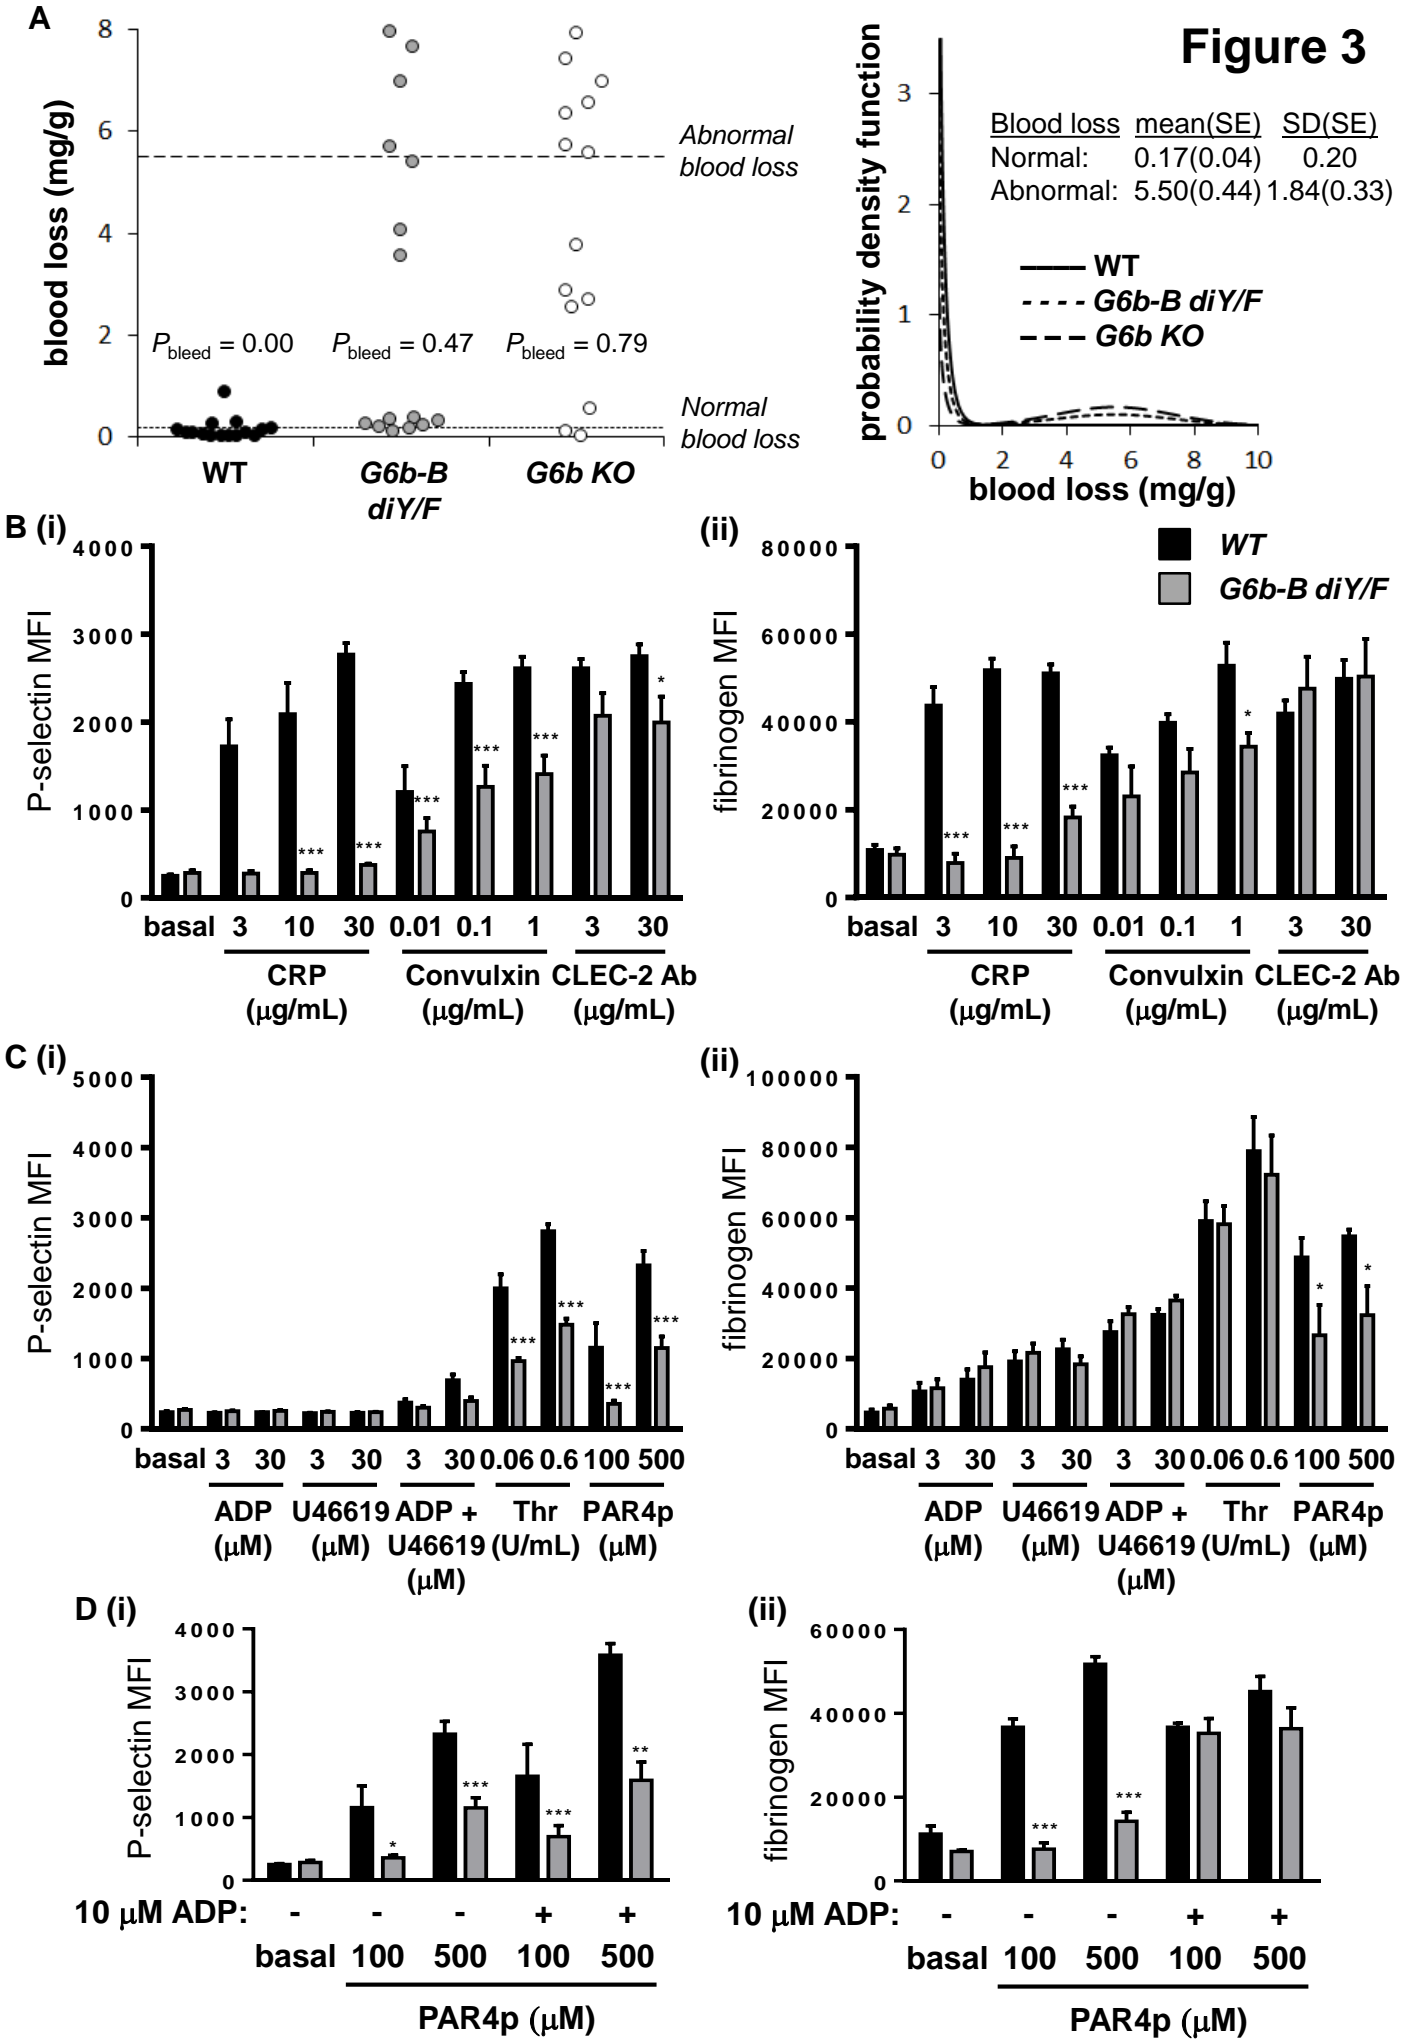 A
Figure 3
blood loss (mg/g)
8
6
4
2
0
Abnormal
blood loss
Pbleed = 0.00
Pbleed = 0.47
Pbleed = 0.79
Normal
blood loss
WT
G6b-B
diY/F
G6b KO
probability density function
3
2
1
0
Blood loss mean(SE) SD(SE)
Normal: 0.17(0.04) 0.20
Abnormal: 5.50(0.44) 1.84(0.33)
WT
G6b-B diY/F
G6b KO
0 2 4 6 8 10
blood loss (mg/g)
B (i)
P-selectin MFI
4000
3000
2000
1000
0
*** *** *** *** *** *
basal 3 10 30 0.01 0.1 1 3 30
CRP Convulxin CLEC-2 Ab
(µg/mL) (µg/mL) (µg/mL)
(ii)
WT
G6b-B diY/F
fibrinogen MFI
80000
60000
40000
20000
0
*** *** *** *
basal 3 10 30 0.01 0.1 1 3 30
CRP Convulxin CLEC-2 Ab
(µg/mL) (µg/mL) (µg/mL)
C (i)
P-selectin MFI
5000
4000
3000
2000
1000
0
*** *** *** ***
basal 3 30 3 30 3 30 0.06 0.6 100 500
ADP U46619 ADP + Thr PAR4p
(µM) (µM) U46619 (U/mL) (µM)
(µM)
(ii)
fibrinogen MFI
100000
80000
60000
40000
20000
0
* *
basal 3 30 3 30 3 30 0.06 0.6 100 500
ADP U46619 ADP + Thr PAR4p
(µM) (µM) U46619 (U/mL) (µM)
(µM)
D (i)
P-selectin MFI
4000
3000
2000
1000
0
* *** *** **
10 µM ADP: - - - + +
basal 100 500 100 500
PAR4p (µM)
(ii)
fibrinogen MFI
60000
40000
20000
0
*** ***
10 µM ADP: - - - + +
basal 100 500 100 500
PAR4p (µM)